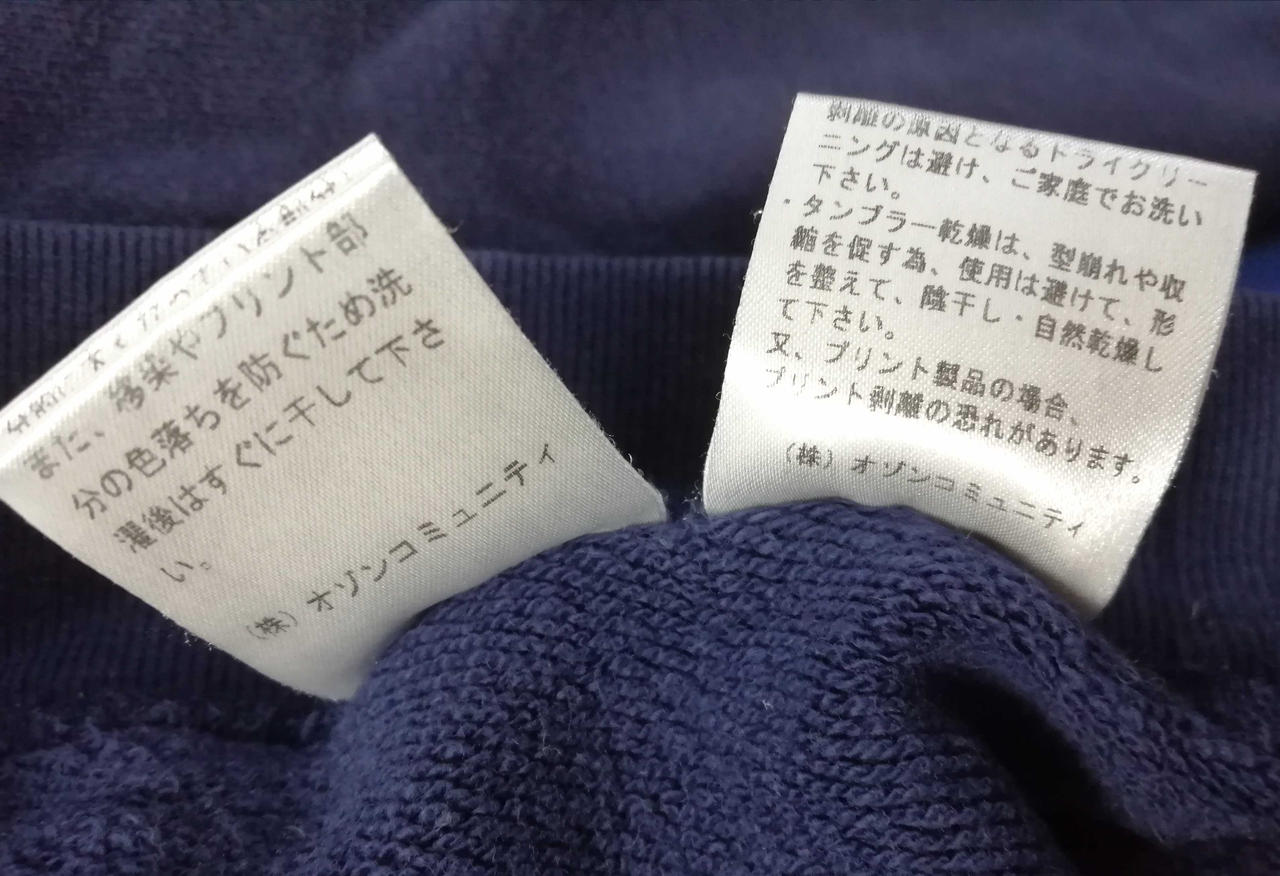 また、移染やプリント部
分の色落ちを防ぐため洗
濯後はすぐに干して下さ
い。
(株) オゾンコミュニティ
剥離の原因となるドライクリー
ニングは避け、ご家庭でお洗い
下さい。
・タンブラー乾燥は、型崩れや収
縮を促す為、使用は避けて、形
を整えて、陰干し・自然乾燥し
て下さい。
又、プリント製品の場合、
プリント剥離の恐れがあります。
(株) オゾンコミュニティ